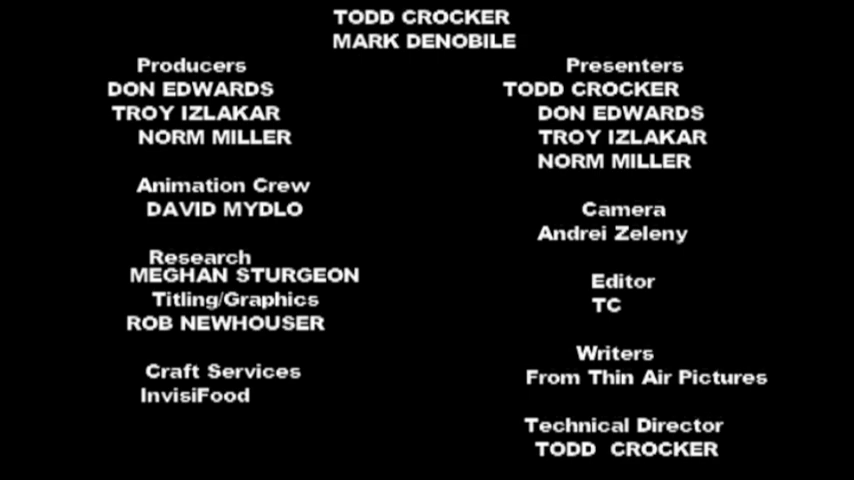 TODD CROCKER
MARK DENOBILE
Producers
DON EDWARDS
TROY IZLAKAR
NORM MILLER
Animation Crew
DAVID MYDLO
Research
MEGHAN STURGEON
Titling/Graphics
ROB NEWHOUSER
Craft Services
InvisiFood
Presenters
TODD CROCKER
DON EDWARDS
TROY IZLAKAR
NORM MILLER
Camera
Andrei Zeleny
Editor
TC
Writers
From Thin Air Pictures
Technical Director
TODD CROCKER